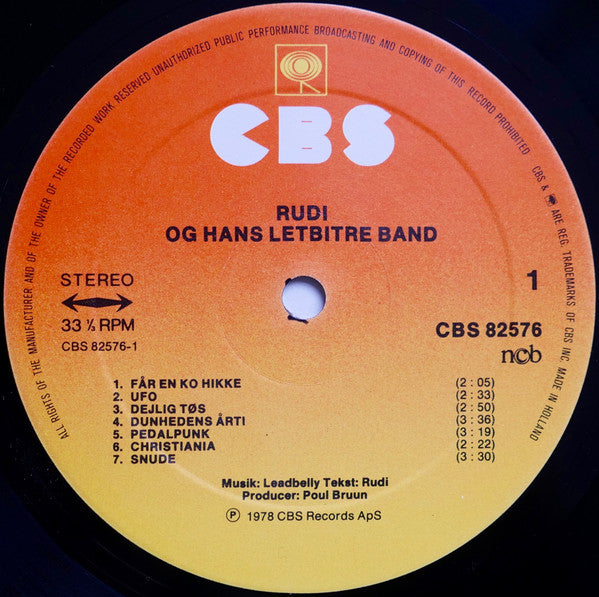 ALL RIGHTS OF THE MANUFACTURER AND OF THE OWNER OF THE RECORDED WORK RESERVED UNAUTHORIZED PUBLIC PERFORMANCE BROADCASTING AND COPYING OF THIS RECORD PROHIBITED
CBS & ARE REG. TRADEMARKS OF CBS INC. MADE IN HOLLAND
CBS
RUDI
OG HANS LETBITRE BAND
STEREO
33 ⅓ RPM
CBS 82576-1
1
CBS 82576
ncb
1. FÅR EN KO HIKKE (2 : 05)
2. UFO (2 : 33)
3. DEJLIG TØS (2 : 50)
4. DUNHEDENS ÅRTI (3 : 36)
5. PEDALPUNK (3 : 19)
6. CHRISTIANIA (2 : 22)
7. SNUDE (3 : 30)
Musik: Leadbelly Tekst: Rudi
Producer: Poul Bruun
Ⓟ 1978 CBS Records ApS